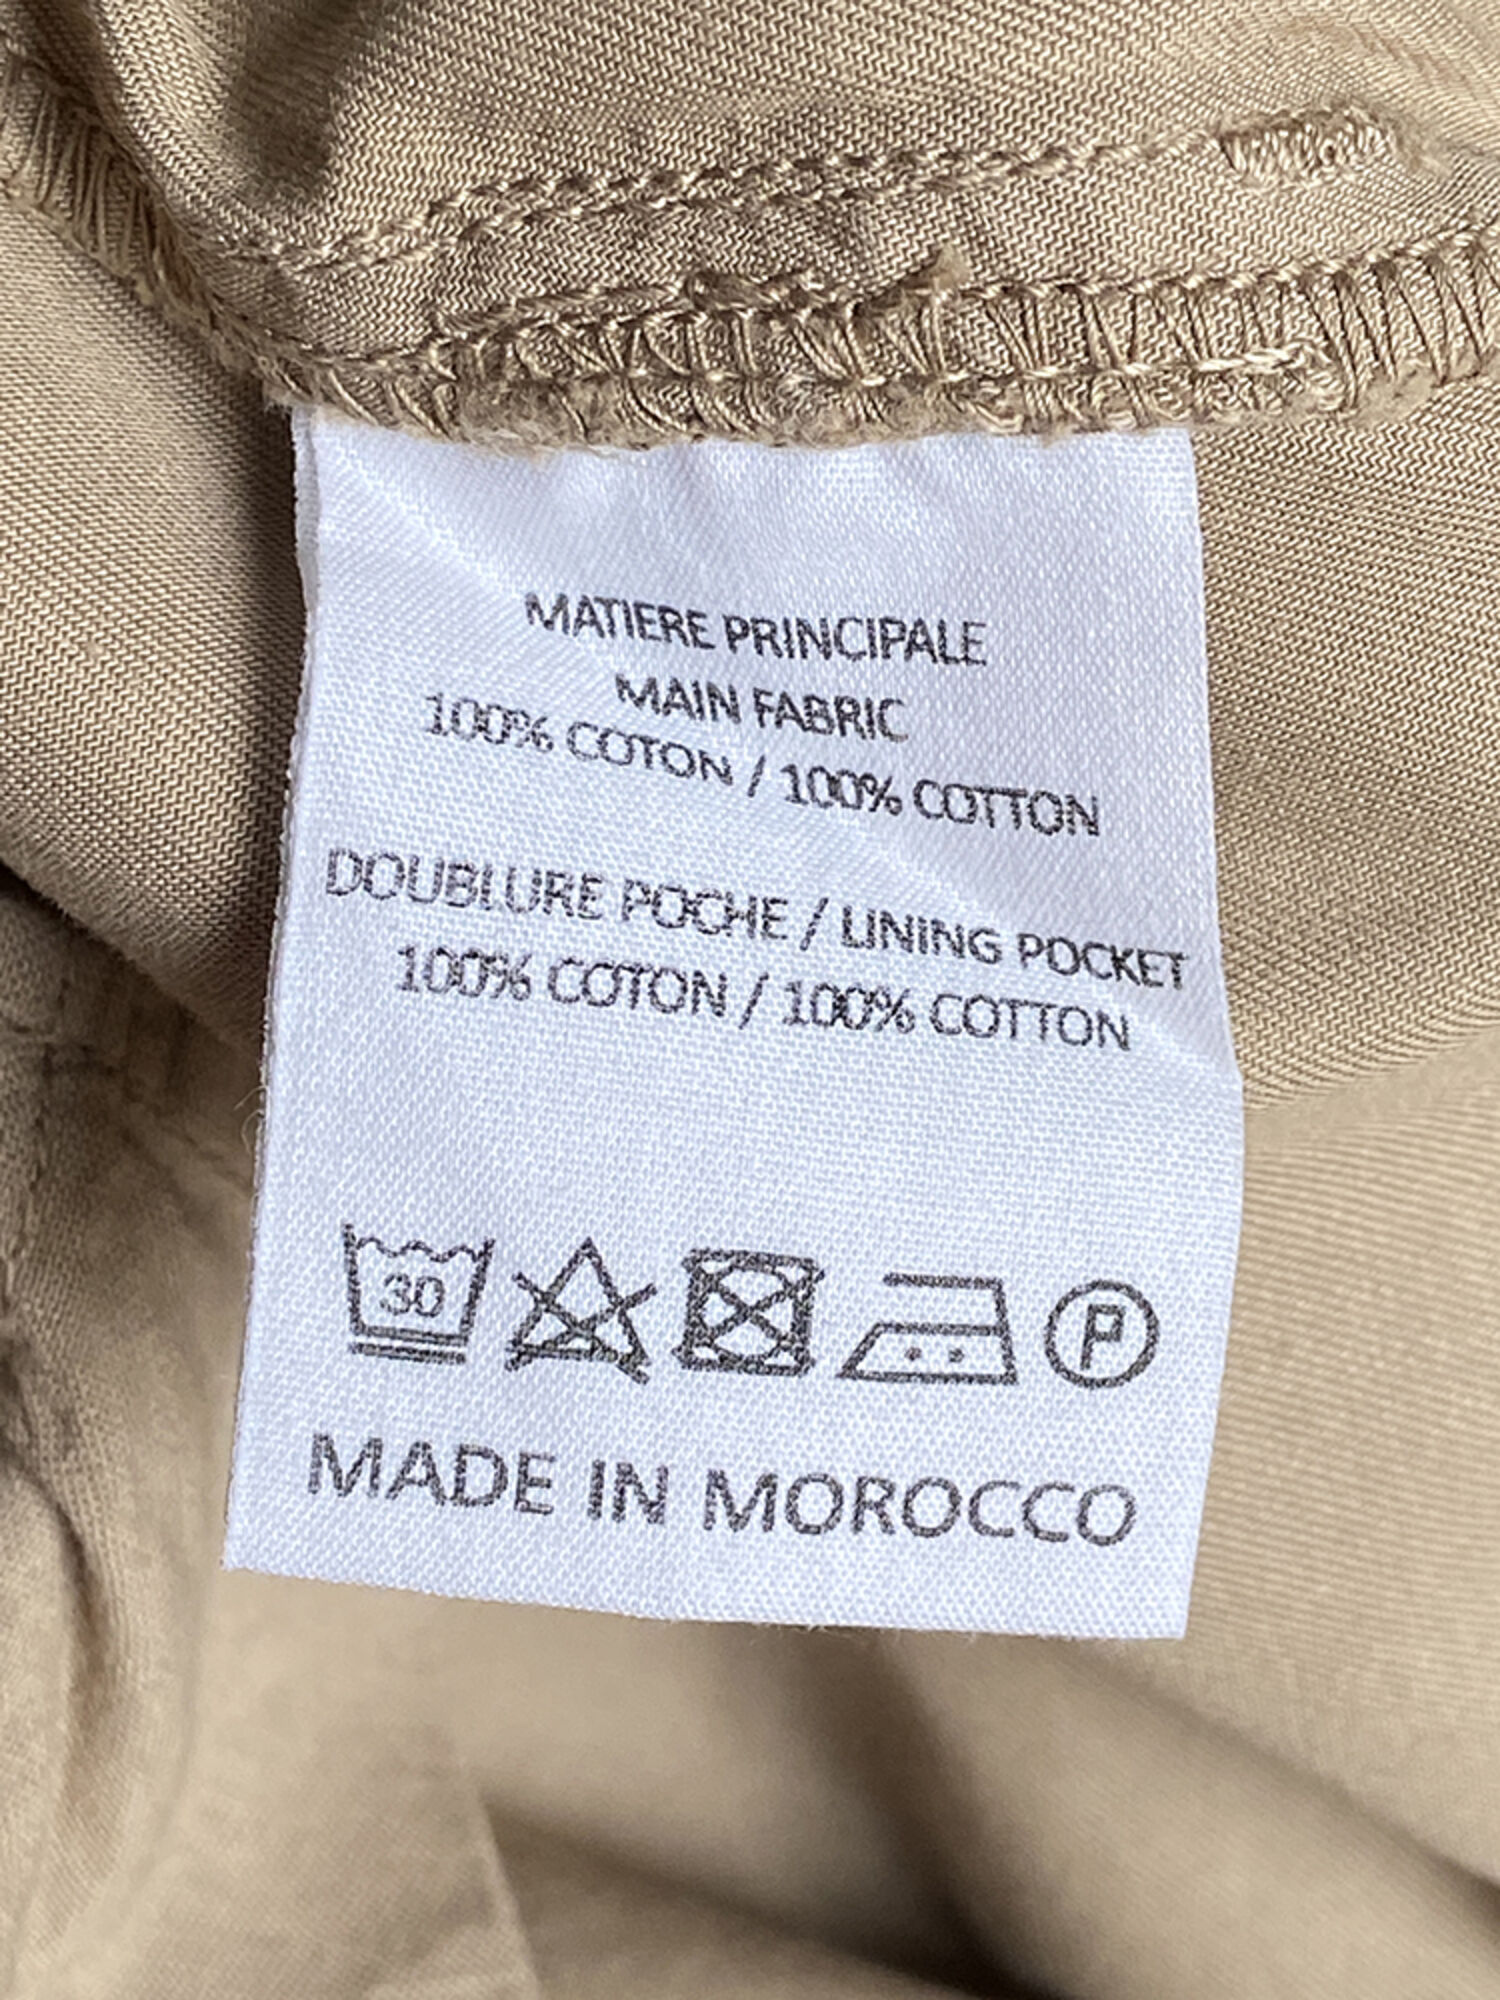 MATIERE PRINCIPALE
MAIN FABRIC
100% COTON / 100% COTTON
DOUBLURE POCHE / LINING POCKET
100% COTON / 100% COTTON
30
P
MADE IN MOROCCO